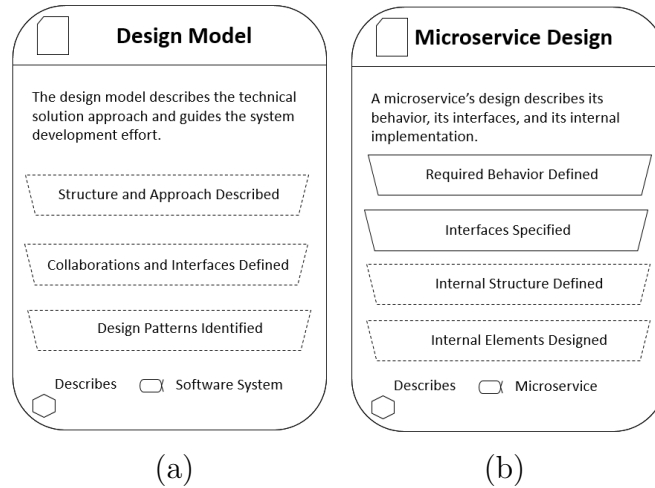 Design Model
The design model describes the technical
solution approach and guides the system
development effort.
Structure and Approach Described
Collaborations and Interfaces Defined
Design Patterns Identified
Describes Software System
(a)
Microservice Design
A microservice's design describes its
behavior, its interfaces, and its internal
implementation.
Required Behavior Defined
Interfaces Specified
Internal Structure Defined
Internal Elements Designed
Describes Microservice
(b)